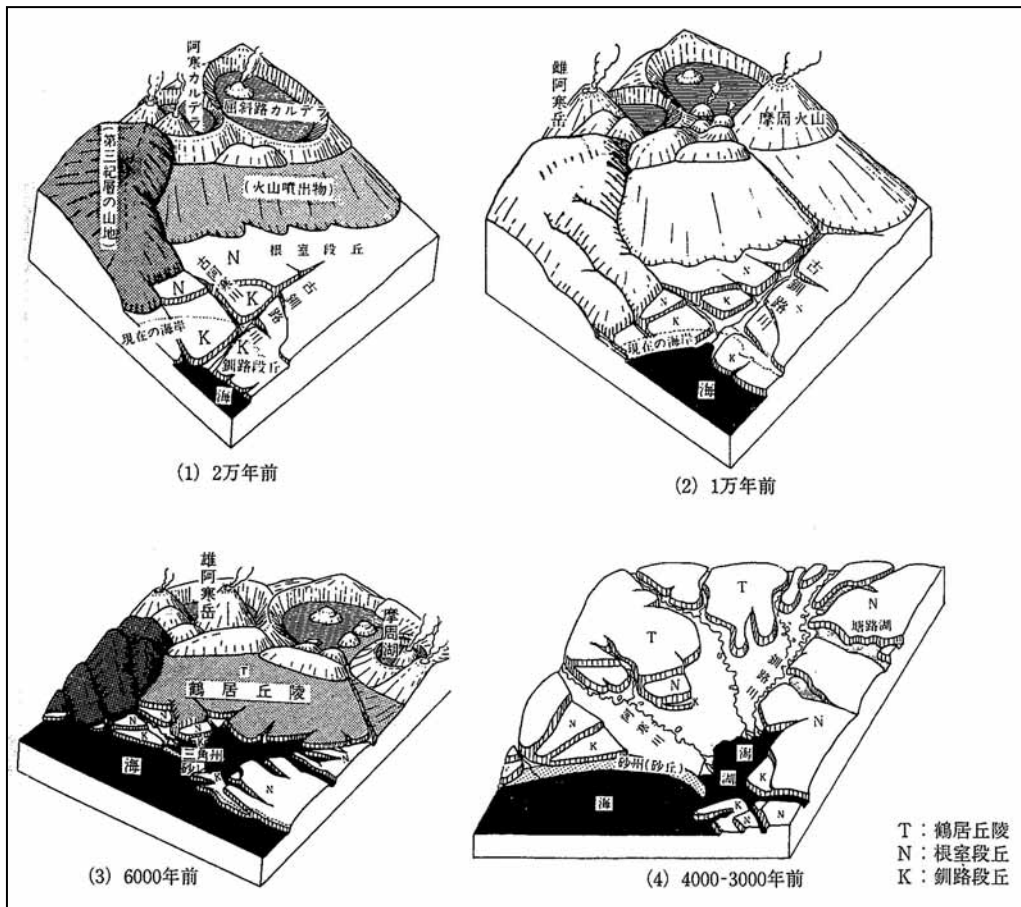 阿寒カルデラ
屈斜路カルデラ
(第三紀層の山地)
(火山噴出物)
N
根室段丘
古阿寒川
古釧路川
N
K
現在の海岸
K
K
釧路段丘
海
(1) 2万年前
雌阿寒岳
摩周火山
古釧路川
N
N
K
N
K
現在の海岸
K
海
(2) 1万年前
雄阿寒岳
摩周湖
T
鶴居丘陵
N
N
N
三角州
海
N
N
(3) 6000年前
T
T
N
塘路湖
釧路川
N
K
N
阿寒川
N
K
砂州(砂丘)
海
潟湖
K
K
N
N
(4) 4000-3000年前
T:鶴居丘陵
N:根室段丘
K:釧路段丘